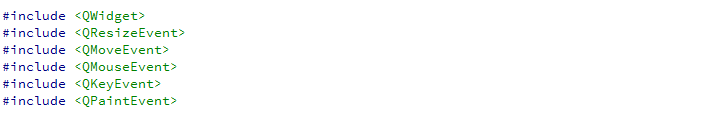 #include <QWidget>
#include <QResizeEvent>
#include <QMoveEvent>
#include <QMouseEvent>
#include <QKeyEvent>
#include <QPaintEvent>